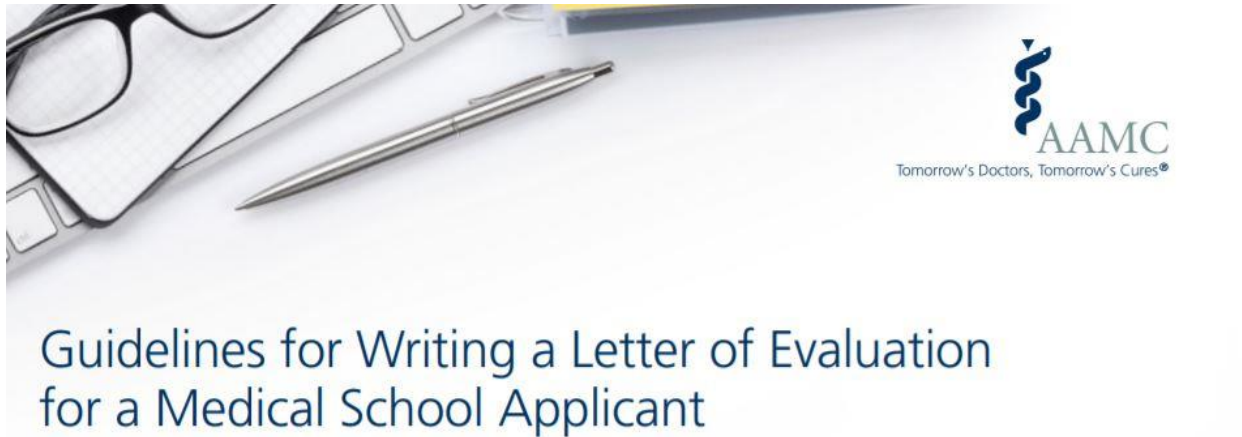 AAMC
Tomorrow's Doctors, Tomorrow's Cures®
Guidelines for Writing a Letter of Evaluation
for a Medical School Applicant